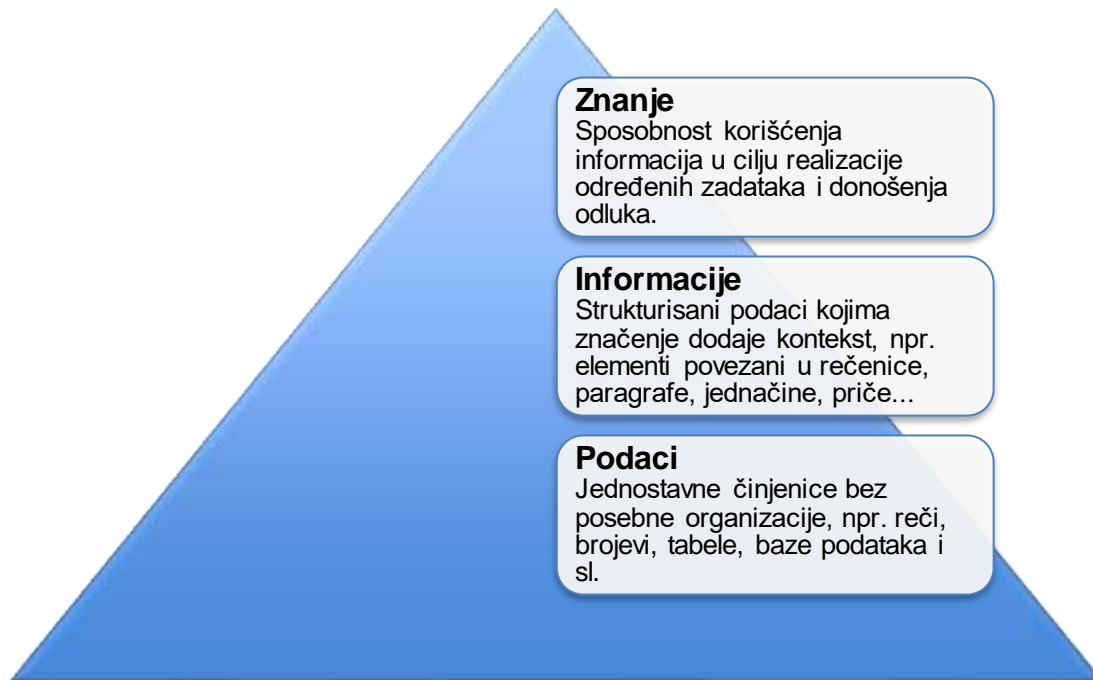 Znanje
Sposobnost korišćenja
informacija u cilju realizacije
određenih zadataka i donošenja
odluka.
Informacije
Strukturisani podaci kojima
značenje dodaje kontekst, npr.
elementi povezani u rečenice,
paragrafe, jednačine, priče...
Podaci
Jednostavne činjenice bez
posebne organizacije, npr. reči,
brojevi, tabele, baze podataka i
sl.